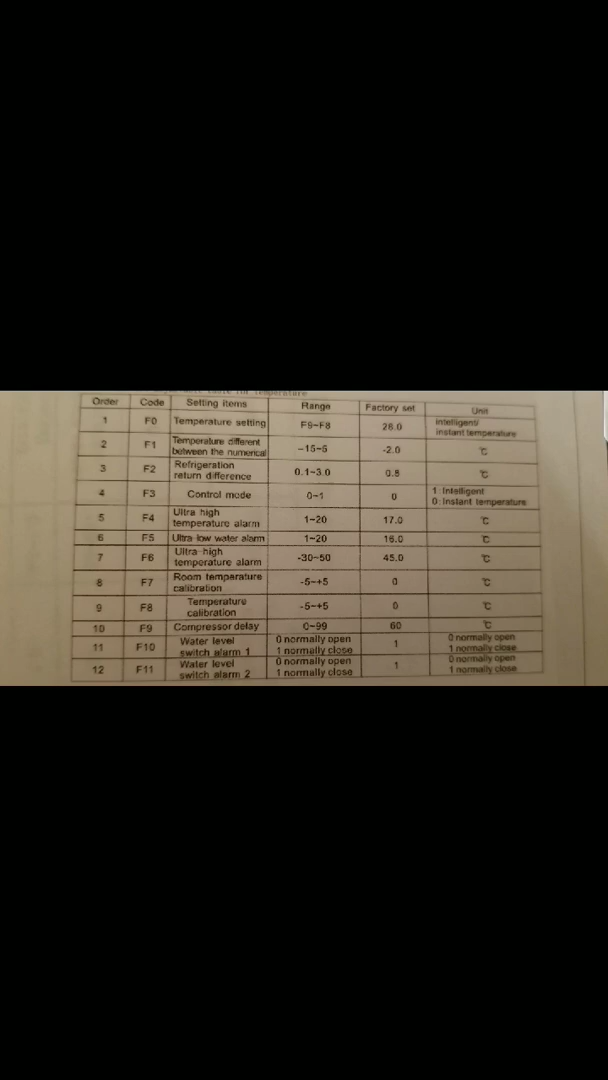 table for temperature
Order Code Setting items Range Factory set Unit
1 F0 Temperature setting F9~F8 28.0 intelligent/
instant temperature
2 F1 Temperature different
between the numerical -15~5 -2.0 ℃
3 F2 Refrigeration
return difference 0.1~3.0 0.8 ℃
4 F3 Control mode 0~1 0 1: Intelligent
0: Instant temperature
5 F4 Ultra high
temperature alarm 1~20 17.0 ℃
6 F5 Ultra-low water alarm 1~20 16.0 ℃
7 F6 Ultra-high
temperature alarm -30~50 45.0 ℃
8 F7 Room temperature
calibration -5~+5 0 ℃
9 F8 Temperature
calibration -5~+5 0 ℃
10 F9 Compressor delay 0~99 60 ℃
11 F10 Water level
switch alarm 1 0 normally open
1 normally close 1 0 normally open
1 normally close
12 F11 Water level
switch alarm 2 0 normally open
1 normally close 1 0 normally open
1 normally close